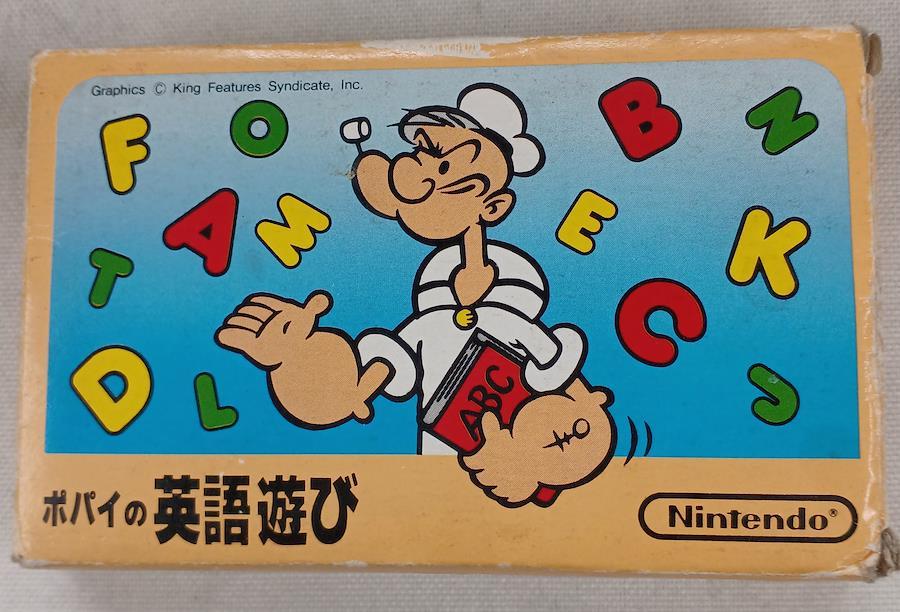 Graphics © King Features Syndicate, Inc.
F O B N
A M E K
T C
D L J
ABC
ポパイの英語遊び
Nintendo®